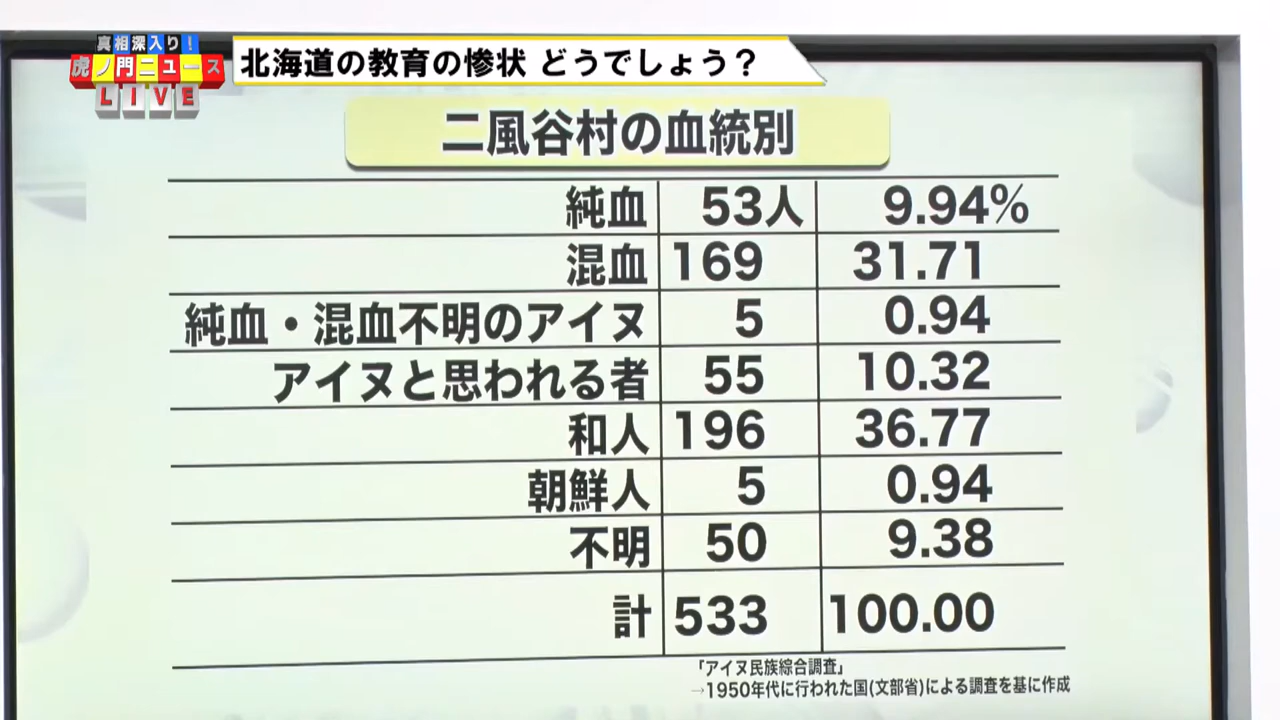 真相深入り!
虎ノ門ニュース
LIVE
北海道の教育の惨状 どうでしょう?
二風谷村の血統別
純血 53人 9.94%
混血 169 31.71
純血・混血不明のアイヌ 5 0.94
アイヌと思われる者 55 10.32
和人 196 36.77
朝鮮人 5 0.94
不明 50 9.38
計 533 100.00
「アイヌ民族綜合調査」
→1950年代に行われた国(文部省)による調査を基に作成